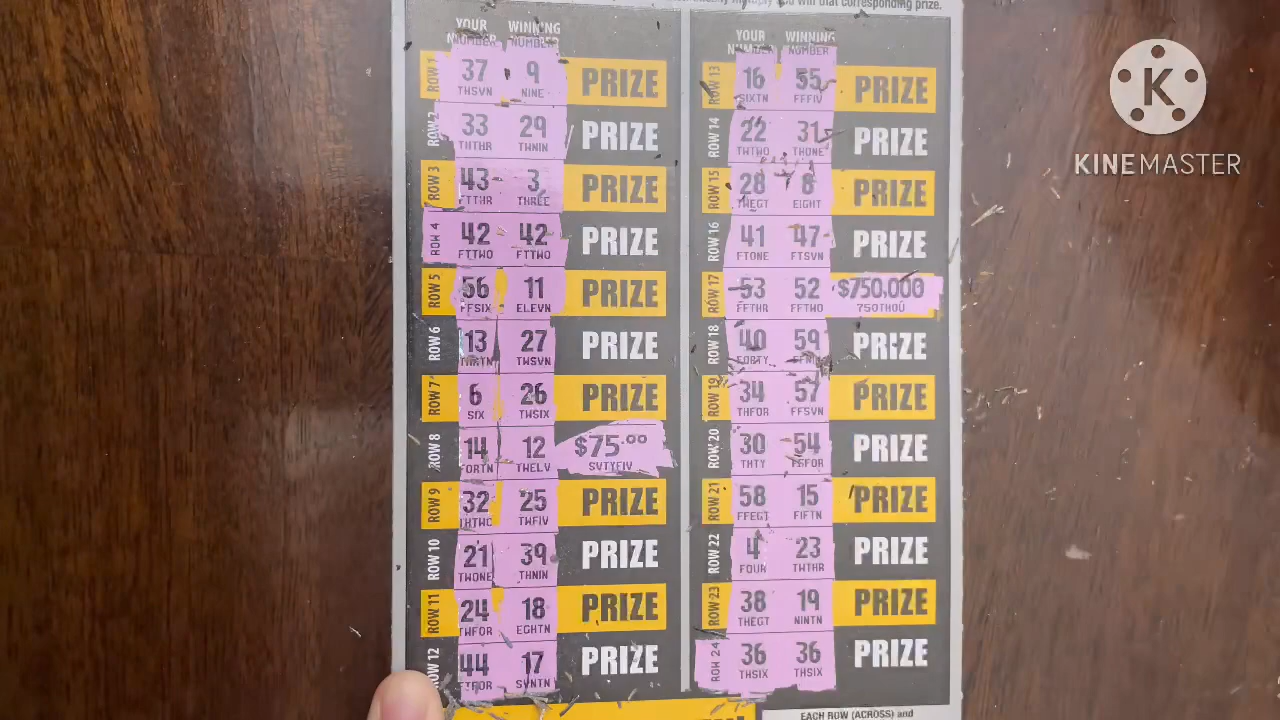 will that corresponding prize.
YOUR NUMBER WINNING NUMBER
ROW 1 37 THSVN 9 NINE PRIZE
ROW 2 33 THTHR 29 TWNIN PRIZE
ROW 3 43 FTTHR 3 THREE PRIZE
ROW 4 42 FTTWO 42 FTTWO PRIZE
ROW 5 56 FFSIX 11 ELEVN PRIZE
ROW 6 13 THRTN 27 TWSVN PRIZE
ROW 7 6 SIX 26 TWSIX PRIZE
ROW 8 14 FORTN 12 TWELV $75.00 SVTYFIV
ROW 9 32 THTWO 25 TWFIV PRIZE
ROW 10 21 TWONE 39 THNIN PRIZE
ROW 11 24 TWFOR 18 EGHTN PRIZE
ROW 12 44 FTFOR 17 SVNTN PRIZE
YOUR NUMBER WINNING NUMBER
ROW 13 16 SIXTN 55 FFFIV PRIZE
ROW 14 22 TWTWO 31 THONE PRIZE
ROW 15 28 TWEGT 8 EIGHT PRIZE
ROW 16 41 FTONE 47 FTSVN PRIZE
ROW 17 53 FFTHR 52 FFTWO $750,000 750THOU
ROW 18 40 FORTY 59 PRIZE
ROW 19 34 THFOR 57 FFSVN PRIZE
ROW 20 30 THTY 54 FFFOR PRIZE
ROW 21 58 FFEGT 15 FIFTN PRIZE
ROW 22 4 FOUR 23 TWTHR PRIZE
ROW 23 38 THEGT 19 NINTN PRIZE
ROW 24 36 THSIX 36 THSIX PRIZE
EACH ROW (ACROSS) and
K
KINEMASTER